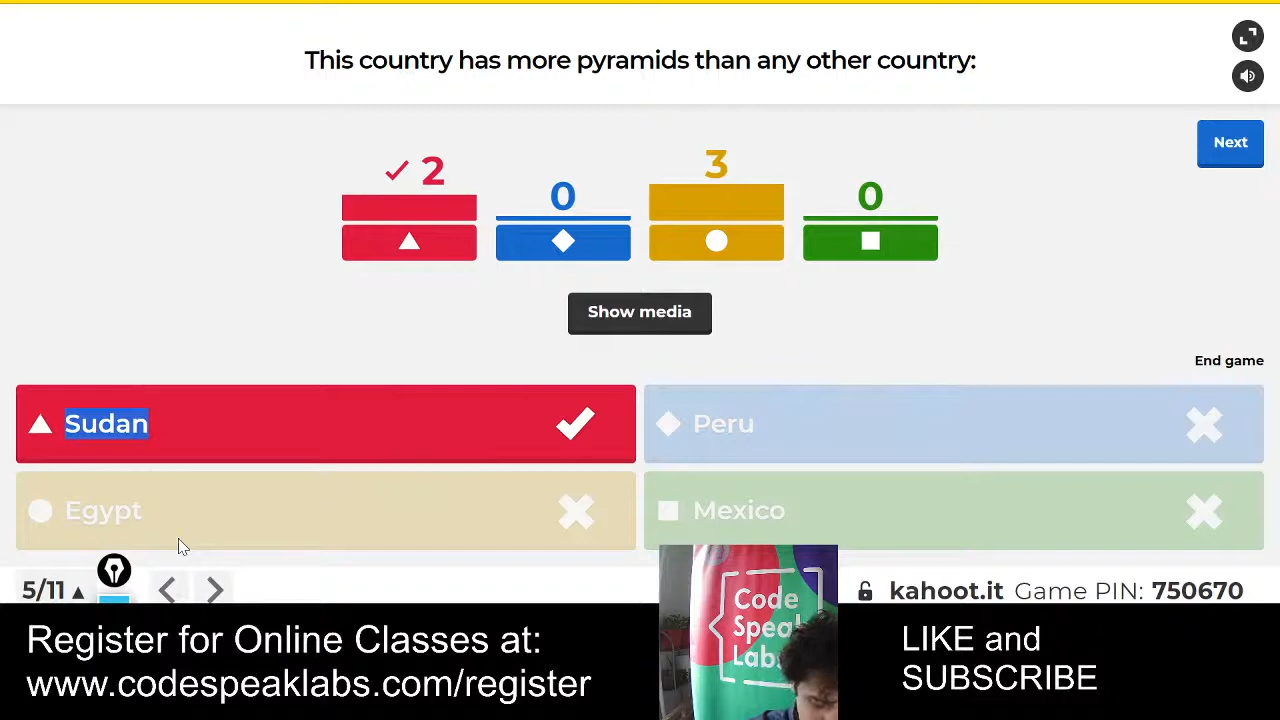 This country has more pyramids than any other country:
Next
2
0
3
0
Show media
End game
Sudan
Peru
Egypt
Mexico
5/11
kahoot.it Game PIN: 750670
Register for Online Classes at:
www.codespeaklabs.com/register
Code
Speak
Labs
LIKE and
SUBSCRIBE